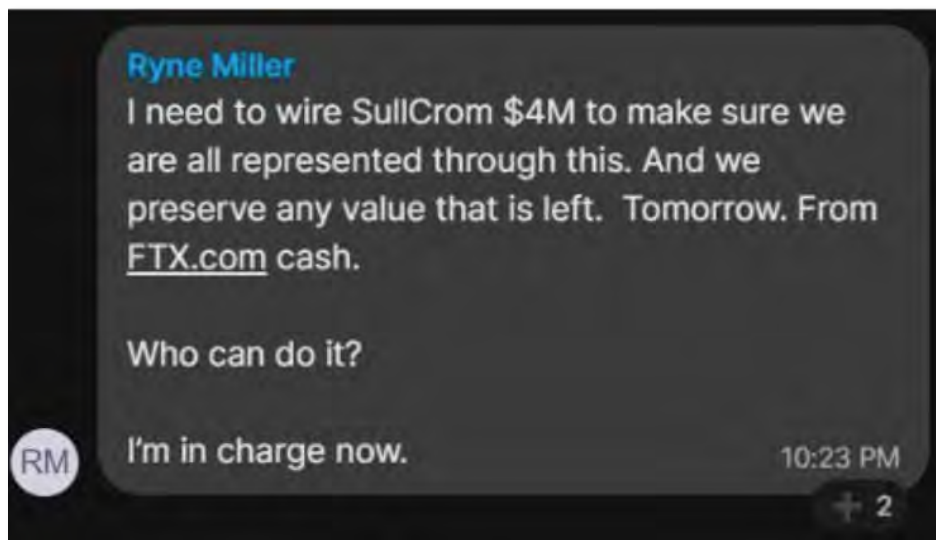 Ryne Miller
I need to wire SullCrom $4M to make sure we
are all represented through this. And we
preserve any value that is left. Tomorrow. From
FTX.com cash.
Who can do it?
I'm in charge now.
RM
10:23 PM
+ 2